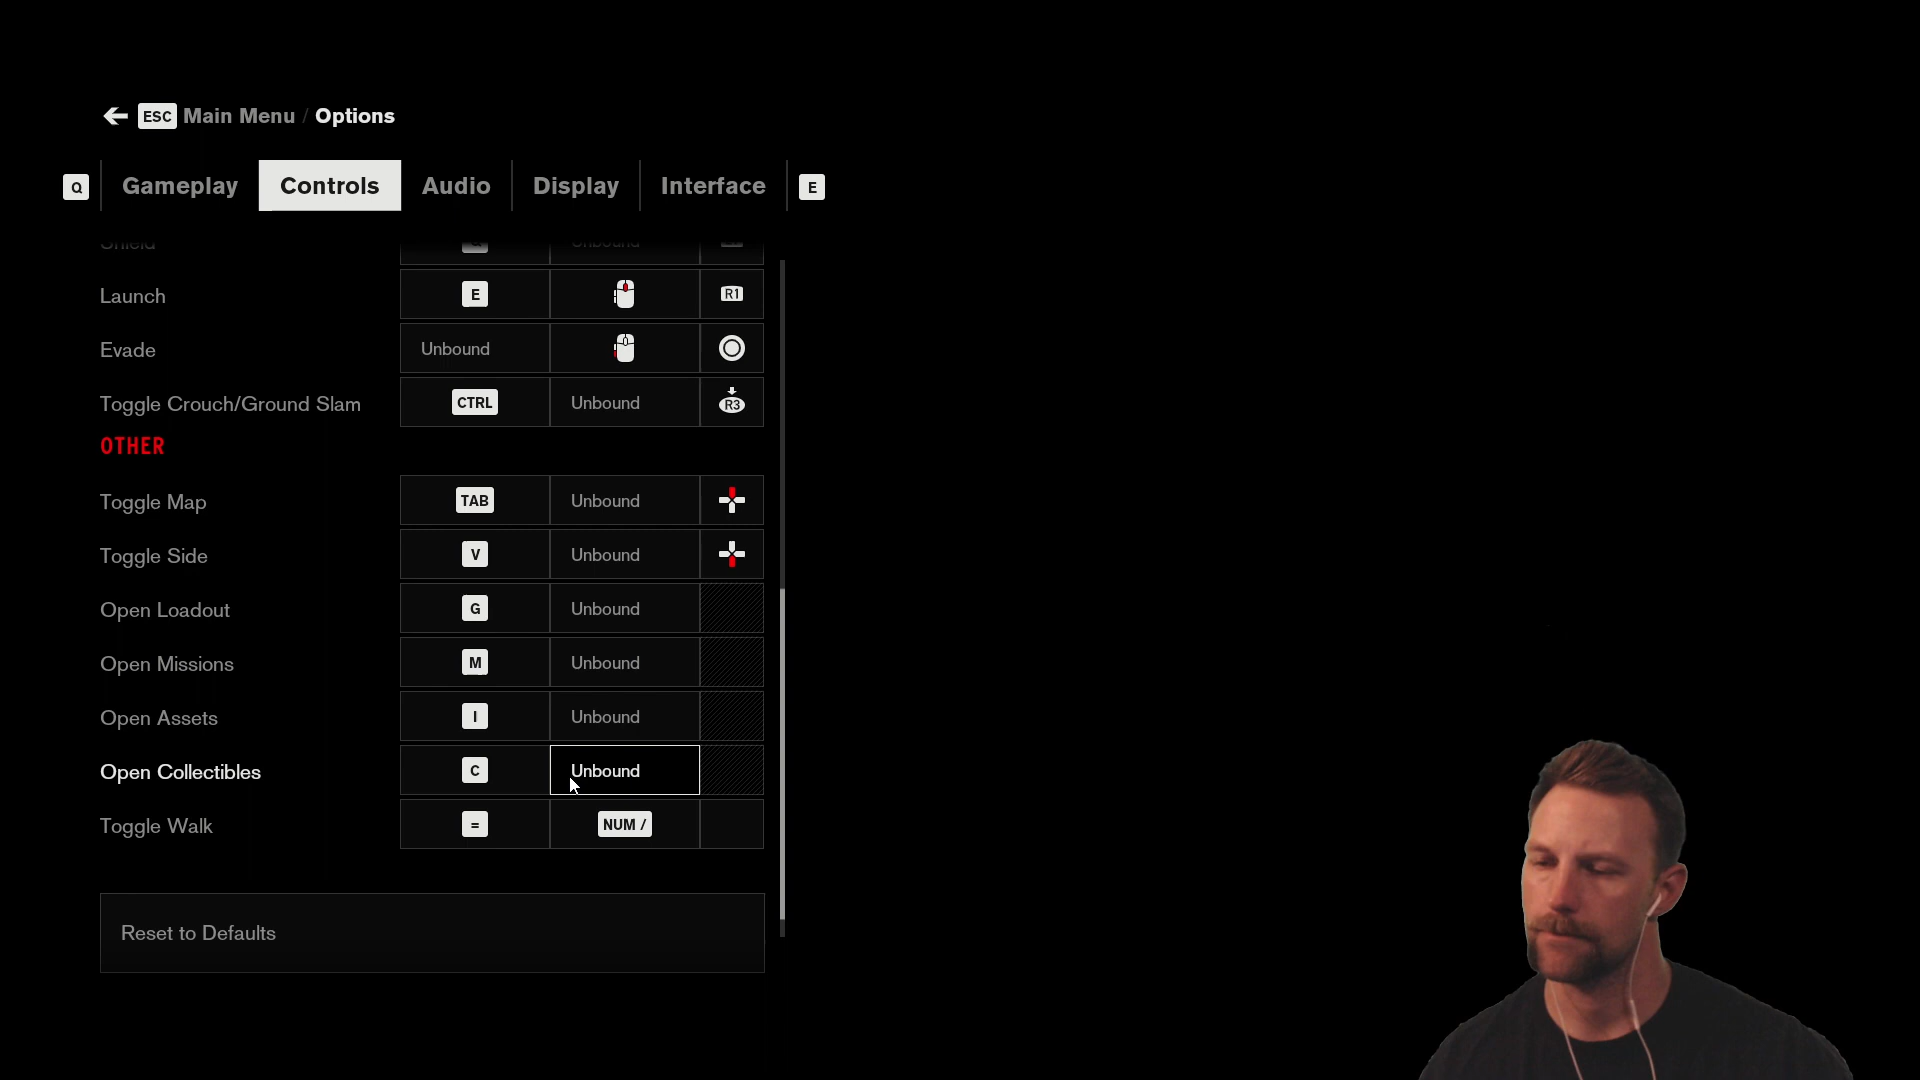 ESC Main Menu / Options
Q Gameplay Controls Audio Display Interface E
Shield Q Unbound
Launch E R1
Evade Unbound
Toggle Crouch/Ground Slam CTRL Unbound R3
OTHER
Toggle Map TAB Unbound
Toggle Side V Unbound
Open Loadout G Unbound
Open Missions M Unbound
Open Assets I Unbound
Open Collectibles C Unbound
Toggle Walk = NUM /
Reset to Defaults